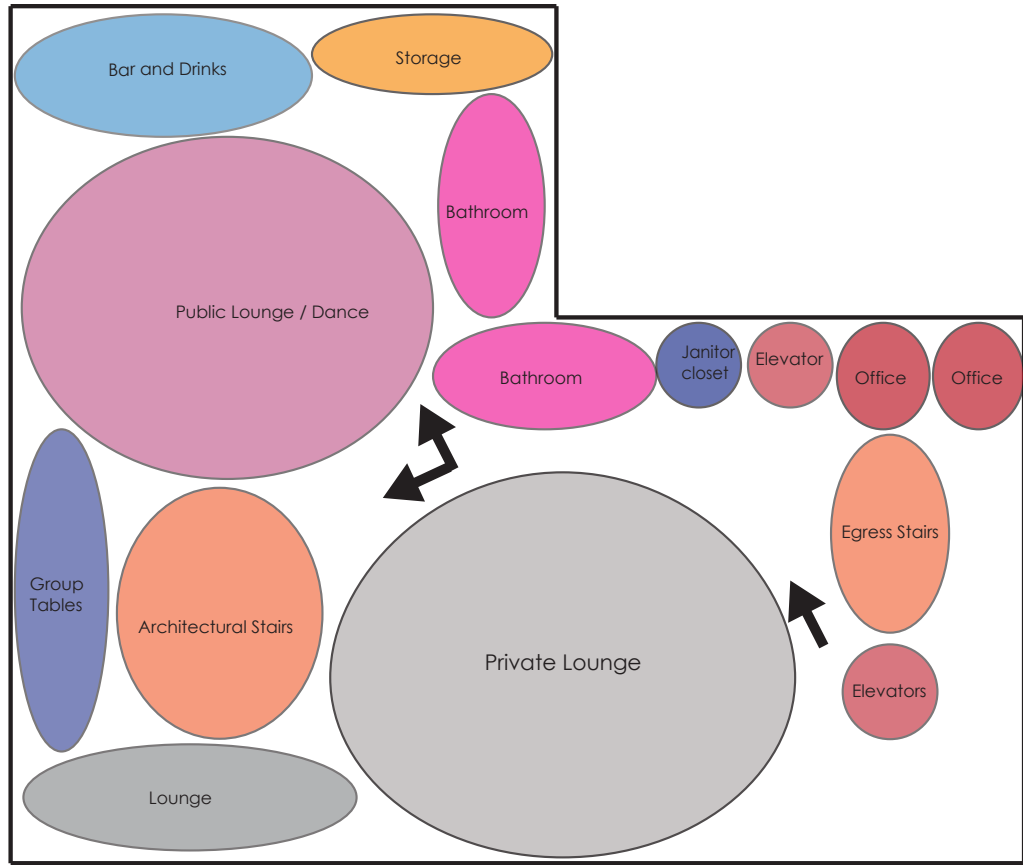 Bar and Drinks
Storage
Bathroom
Public Lounge / Dance
Bathroom
Janitor
closet
Elevator
Office
Office
Egress Stairs
Group
Tables
Architectural Stairs
Private Lounge
Elevators
Lounge